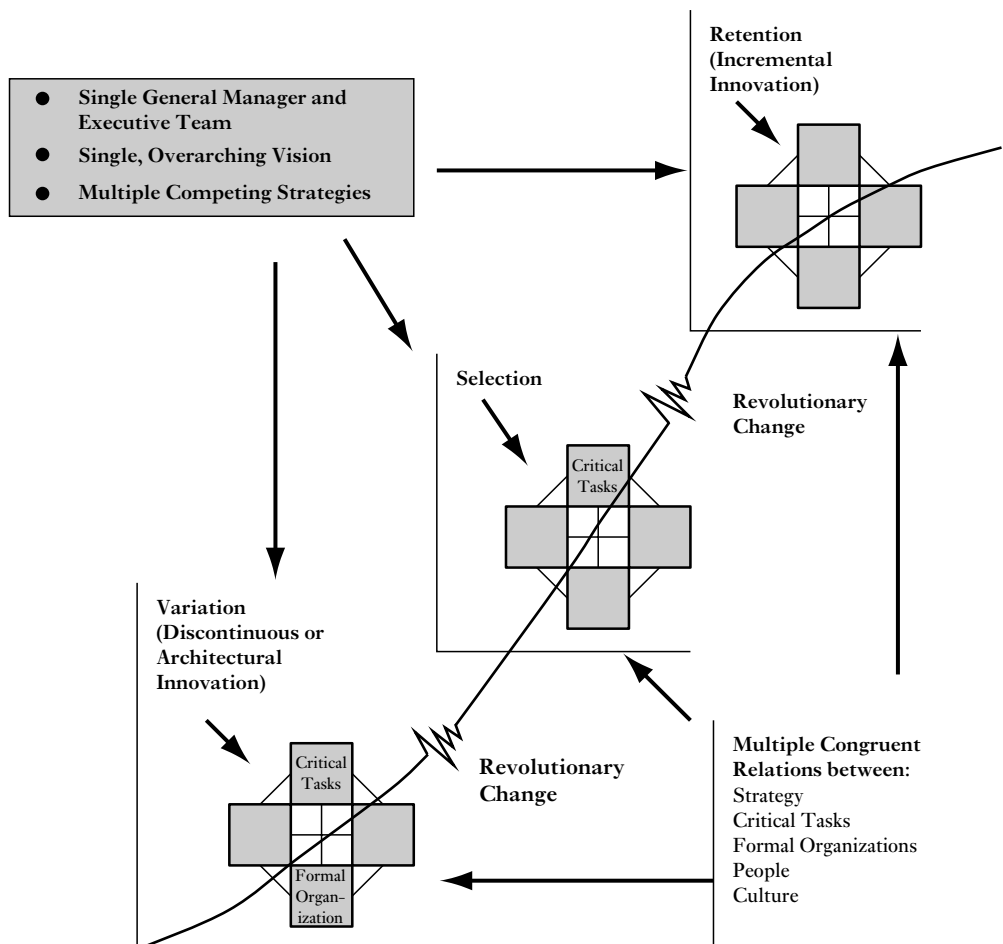 Retention
(Incremental
Innovation)
● Single General Manager and
Executive Team
● Single, Overarching Vision
● Multiple Competing Strategies
Selection
Revolutionary
Change
Critical
Tasks
Variation
(Discontinuous or
Architectural
Innovation)
Critical
Tasks
Formal
Organ-
ization
Revolutionary
Change
Multiple Congruent
Relations between:
Strategy
Critical Tasks
Formal Organizations
People
Culture